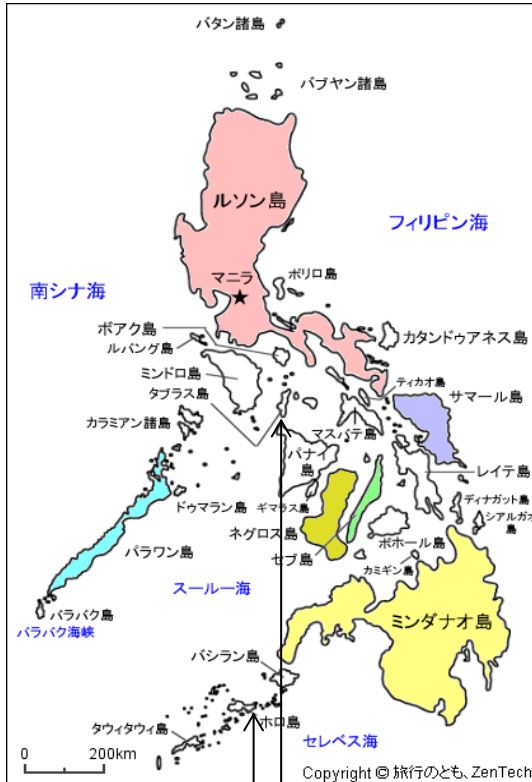 バタン諸島
バブヤン諸島
ルソン島
フィリピン海
マニラ
ポリロ島
南シナ海
ボアク島
ルバング島
カタンドゥアネス島
ミンドロ島
ティカオ島
タブラス島
サマール島
カラミアン諸島
マスバテ島
パナイ
島
レイテ島
ドゥマラン島
ギマラス島
ディナガット島
シアルガオ
島
ネグロス島
パラワン島
セブ島
ボホール島
カミギン島
スールー海
バラバク島
ミンダナオ島
バラバク海峡
バシラン島
ホロ島
タウィタウィ島
セレベス海
0 200km
Copyright © 旅行のとも、ZenTech